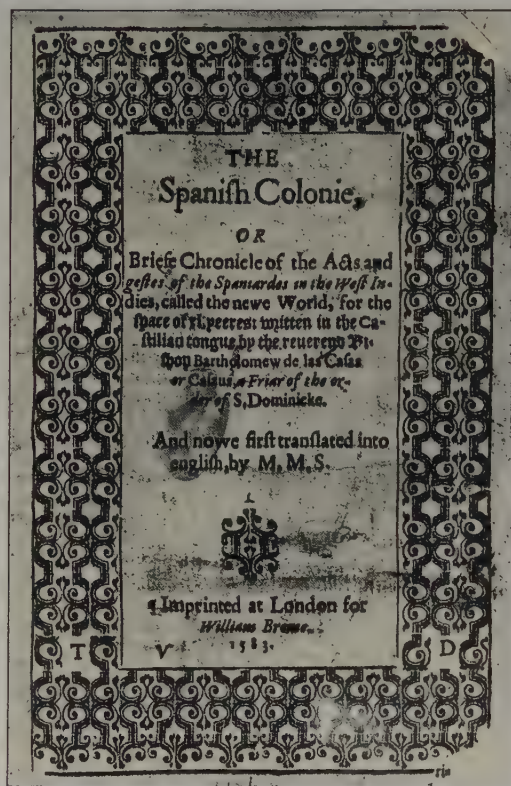 THE
Spaniſh Colonie,
OR
Briefe Chronicle of the Acts and
geſtes of the Spaniardes in the Weſt In-
dies, called the newe World, for the
ſpace of xl. yeeres: written in the Ca-
ſtilian tongue by the reuerend Bi-
ſhop Bartholomew de las Caſas
or Caſaus, a Friar of the or-
der of S. Dominicke.
And nowe firſt tranſlated into
engliſh, by M. M. S.
¶ Imprinted at London for
William Brome.
1583.
T V D